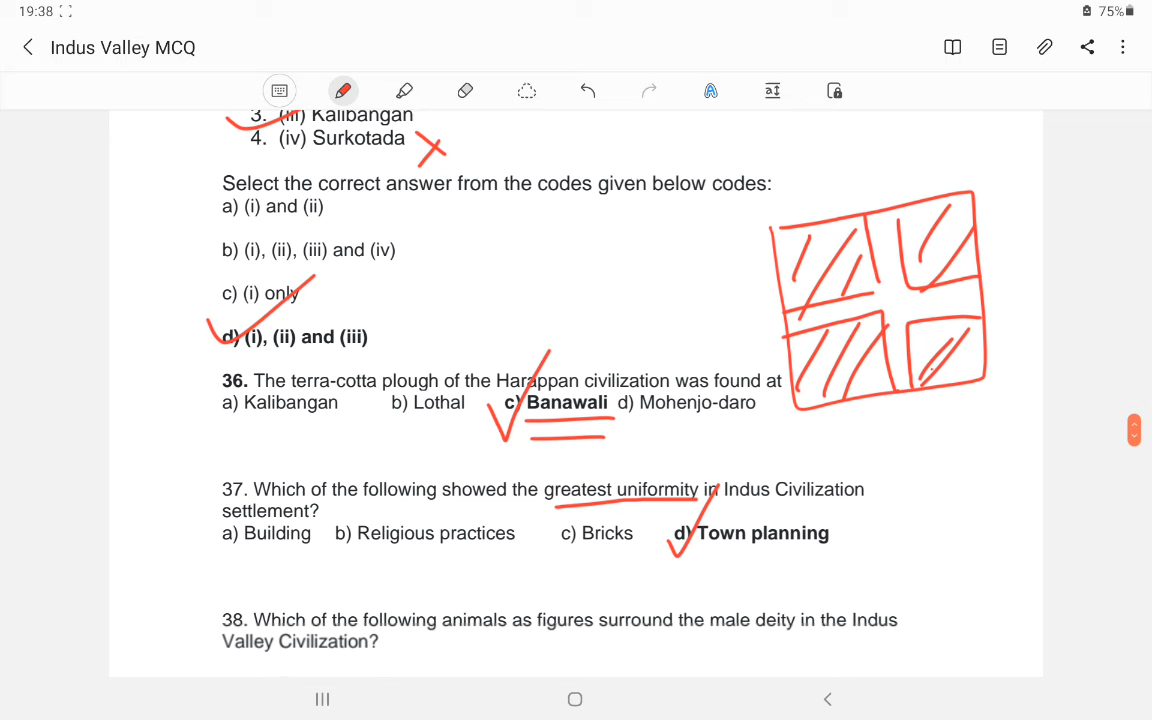 19:38
75%
Indus Valley MCQ
3. (iii) Kalibangan
4. (iv) Surkotada
Select the correct answer from the codes given below codes:
a) (i) and (ii)
b) (i), (ii), (iii) and (iv)
c) (i) only
d) (i), (ii) and (iii)
36. The terra-cotta plough of the Harappan civilization was found at
a) Kalibangan b) Lothal c) Banawali d) Mohenjo-daro
37. Which of the following showed the greatest uniformity in Indus Civilization
settlement?
a) Building b) Religious practices c) Bricks d) Town planning
38. Which of the following animals as figures surround the male deity in the Indus
Valley Civilization?